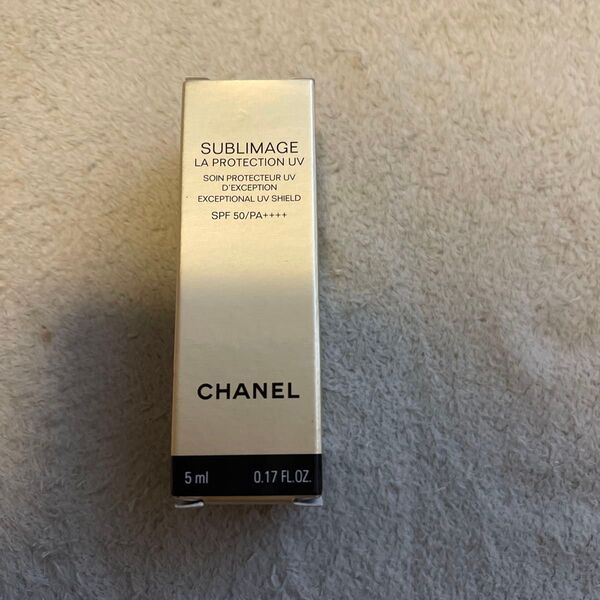 SUBLIMAGE
LA PROTECTION UV
SOIN PROTECTEUR UV
D'EXCEPTION
EXCEPTIONAL UV SHIELD
SPF 50/PA++++
CHANEL
5 ml 0.17 FL.OZ.